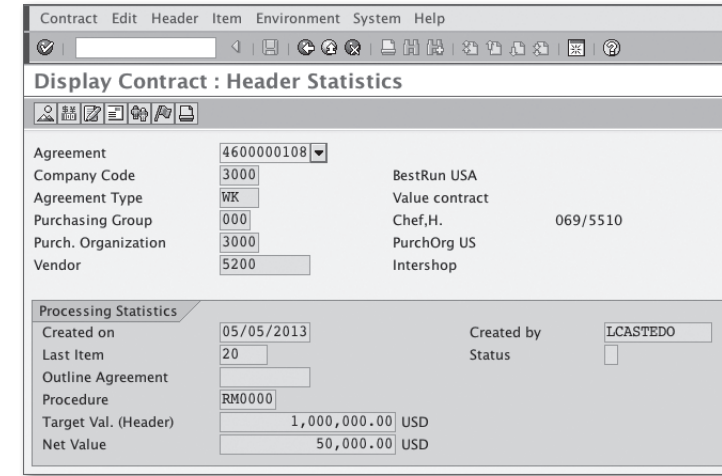 Contract Edit Header Item Environment System Help
Display Contract : Header Statistics
Agreement 4600000108
Company Code 3000 BestRun USA
Agreement Type WK Value contract
Purchasing Group 000 Chef,H. 069/5510
Purch. Organization 3000 PurchOrg US
Vendor 5200 Intershop
Processing Statistics
Created on 05/05/2013 Created by LCASTEDO
Last Item 20 Status
Outline Agreement
Procedure RM0000
Target Val. (Header) 1,000,000.00 USD
Net Value 50,000.00 USD